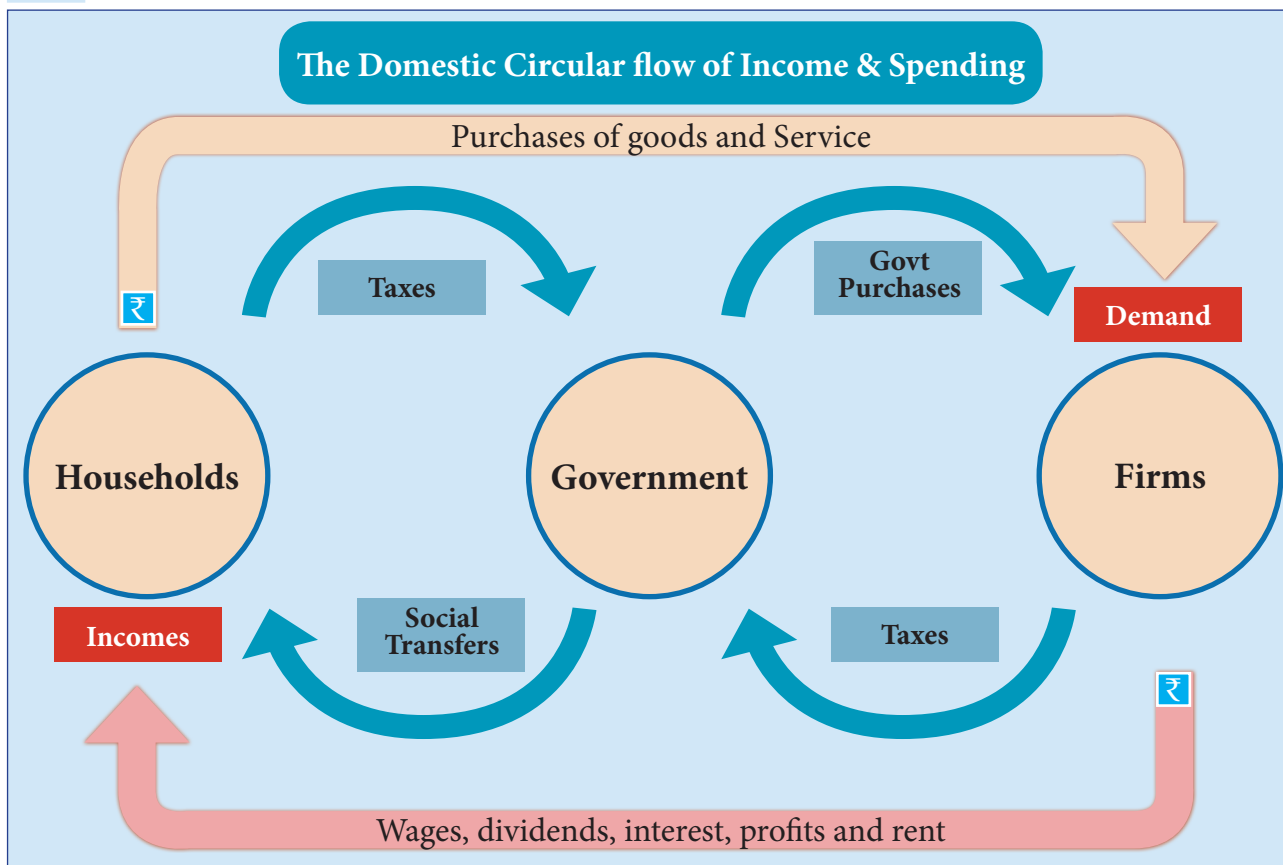 The Domestic Circular flow of Income & Spending
Purchases of goods and Service
Taxes
Govt
Purchases
₹
Demand
Households
Government
Firms
Incomes
Social
Transfers
Taxes
₹
Wages, dividends, interest, profits and rent